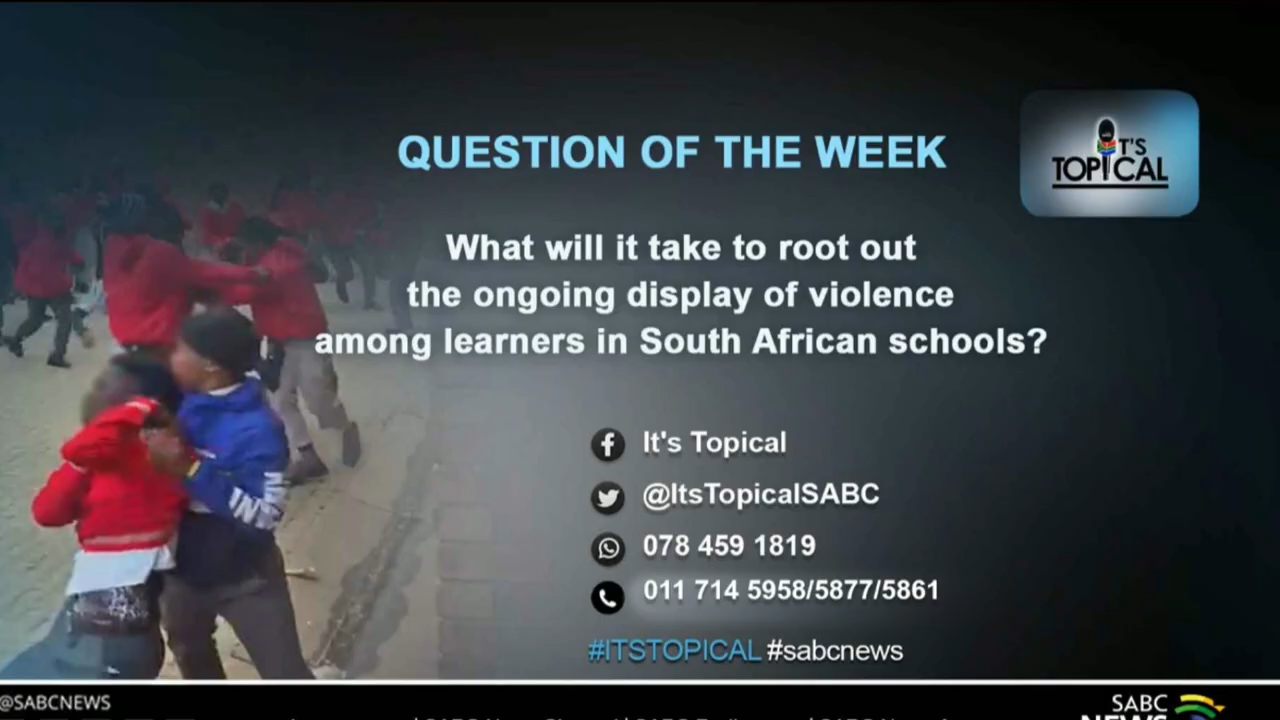 QUESTION OF THE WEEK
IT'S
TOPICAL
What will it take to root out
the ongoing display of violence
among learners in South African schools?
It's Topical
@ItsTopicalSABC
078 459 1819
011 714 5958/5877/5861
#ITSTOPICAL #sabcnews
@SABCNEWS
SABC
NEWS